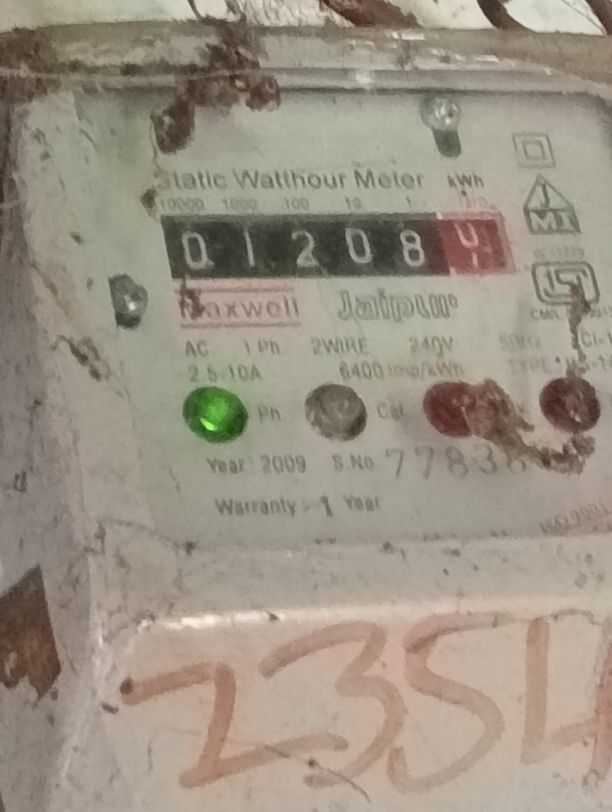 Static Watthour Meter kWh
10000 1000 100 10 1
0 1 2 0 8
Maxwell Jaipur
AC 1 Ph. 2WIRE 240V
2.5-10A 6400 imp/kWh
Ph. Cal.
Year : 2009 S.No.
Warranty - 1 Year
2354